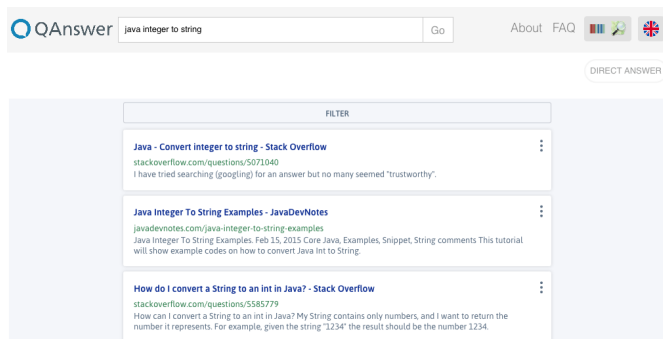 QAnswer
java integer to string
Go
About FAQ
DIRECT ANSWER
FILTER
Java - Convert integer to string - Stack Overflow
stackoverflow.com/questions/5071040
I have tried searching (googling) for an answer but no many seemed "trustworthy".
Java Integer To String Examples - JavaDevNotes
javadevnotes.com/java-integer-to-string-examples
Java Integer To String Examples. Feb 15, 2015 Core Java, Examples, Snippet, String comments This tutorial
will show example codes on how to convert Java Int to String.
How do I convert a String to an int in Java? - Stack Overflow
stackoverflow.com/questions/5585779
How can I convert a String to an int in Java? My String contains only numbers, and I want to return the
number it represents. For example, given the string "1234" the result should be the number 1234.